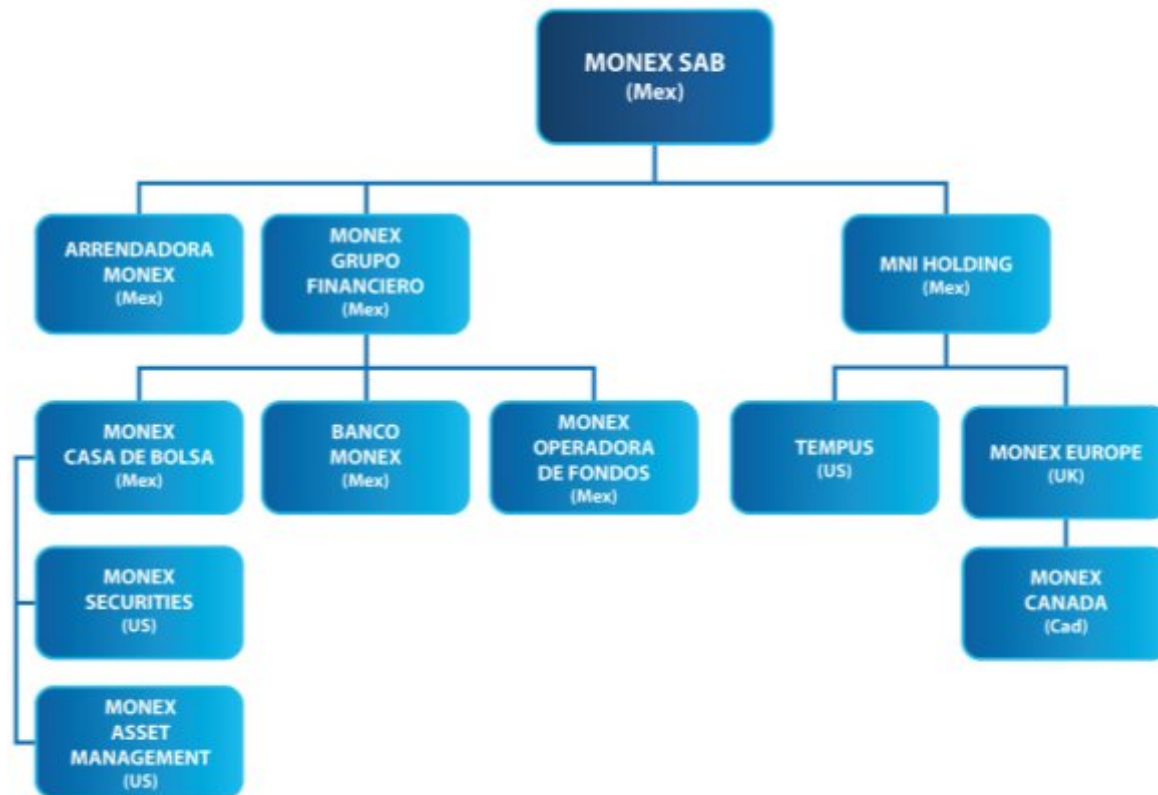 MONEX SAB
(Mex)
ARRENDADORA
MONEX
(Mex)
MONEX
GRUPO
FINANCIERO
(Mex)
MNI HOLDING
(Mex)
MONEX
CASA DE BOLSA
(Mex)
BANCO
MONEX
(Mex)
MONEX
OPERADORA
DE FONDOS
(Mex)
TEMPUS
(US)
MONEX EUROPE
(UK)
MONEX
SECURITIES
(US)
MONEX
CANADA
(Cad)
MONEX
ASSET
MANAGEMENT
(US)